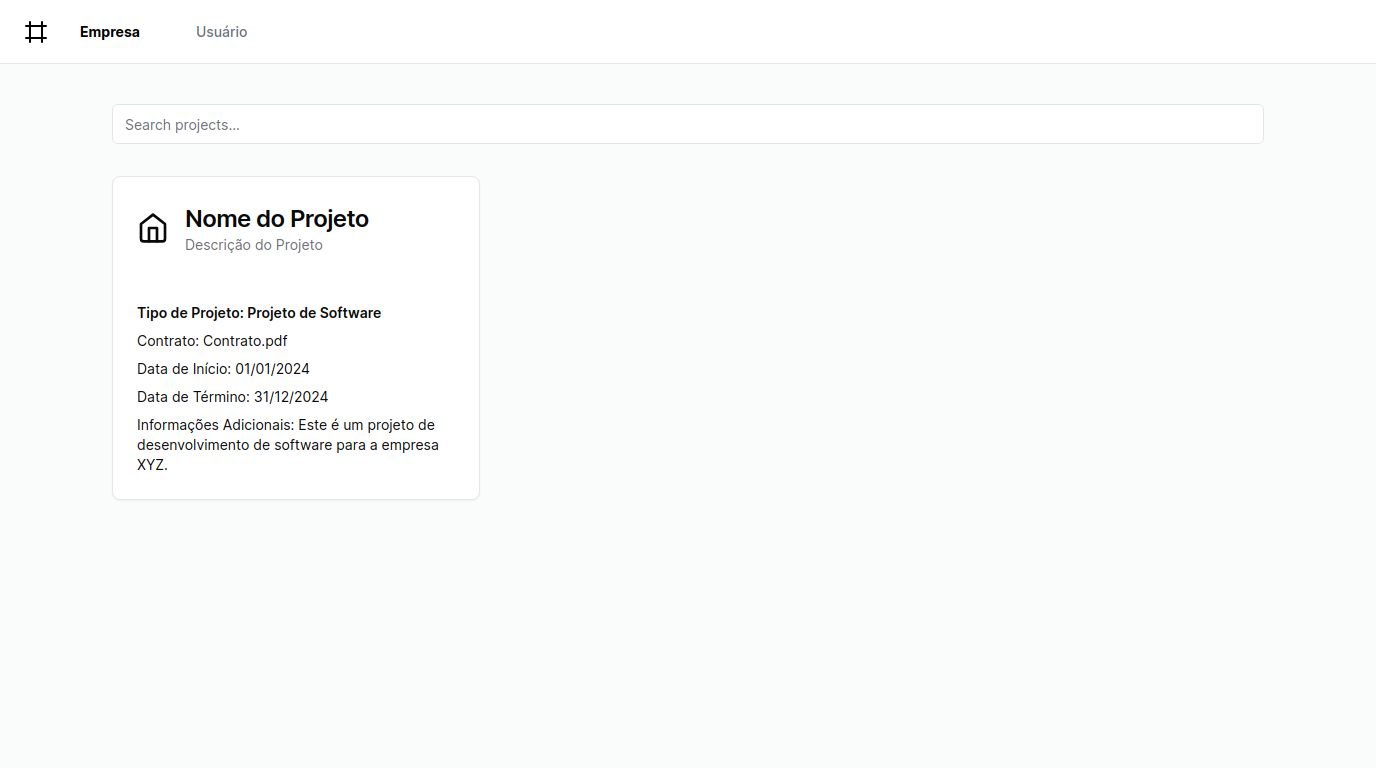 Empresa
Usuário
Search projects...
Nome do Projeto
Descrição do Projeto
Tipo de Projeto: Projeto de Software
Contrato: Contrato.pdf
Data de Início: 01/01/2024
Data de Término: 31/12/2024
Informações Adicionais: Este é um projeto de
desenvolvimento de software para a empresa
XYZ.